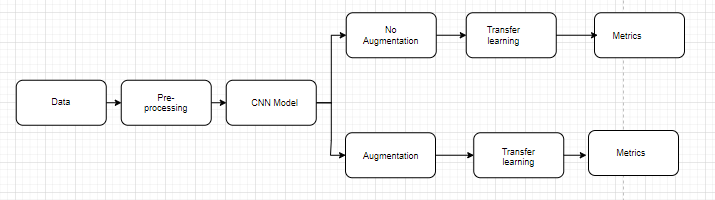 Data
Pre-
processing
CNN Model
No
Augmentation
Transfer
learning
Metrics
Augmentation
Transfer
learning
Metrics